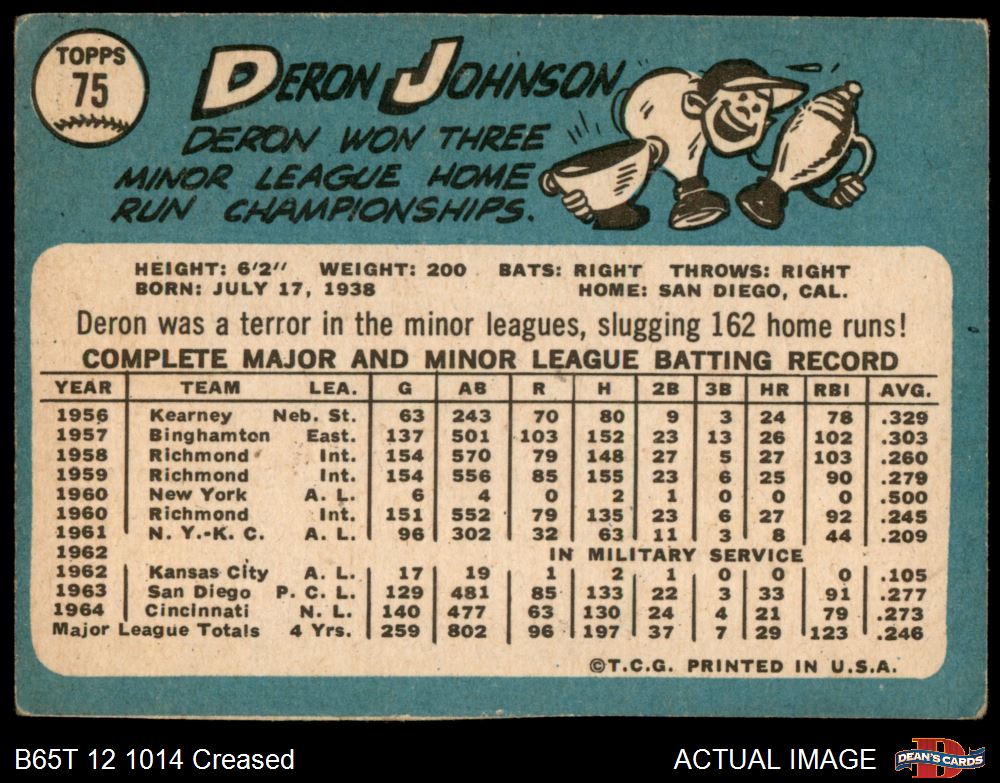 TOPPS
75
DERON JOHNSON
DERON WON THREE
MINOR LEAGUE HOME
RUN CHAMPIONSHIPS.
HEIGHT: 6'2" WEIGHT: 200 BATS: RIGHT THROWS: RIGHT
BORN: JULY 17, 1938 HOME: SAN DIEGO, CAL.
Deron was a terror in the minor leagues, slugging 162 home runs!
COMPLETE MAJOR AND MINOR LEAGUE BATTING RECORD
YEAR TEAM LEA. G AB R H 2B 3B HR RBI AVG.
1956 Kearney Neb. St. 63 243 70 80 9 3 24 78 .329
1957 Binghamton East. 137 501 103 152 23 13 26 102 .303
1958 Richmond Int. 154 570 79 148 27 5 27 103 .260
1959 Richmond Int. 154 556 85 155 23 6 25 90 .279
1960 New York A. L. 6 4 0 2 1 0 0 0 .500
1960 Richmond Int. 151 552 79 135 23 6 27 92 .245
1961 N. Y.-K. C. A. L. 96 302 32 63 11 3 8 44 .209
1962 IN MILITARY SERVICE
1962 Kansas City A. L. 17 19 1 2 1 0 0 0 .105
1963 San Diego P. C. L. 129 481 85 133 22 3 33 91 .277
1964 Cincinnati N. L. 140 477 63 130 24 4 21 79 .273
Major League Totals 4 Yrs. 259 802 96 197 37 7 29 123 .246
©T.C.G. PRINTED IN U.S.A.
B65T 12 1014 Creased
ACTUAL IMAGE
D
DEAN'S CARDS